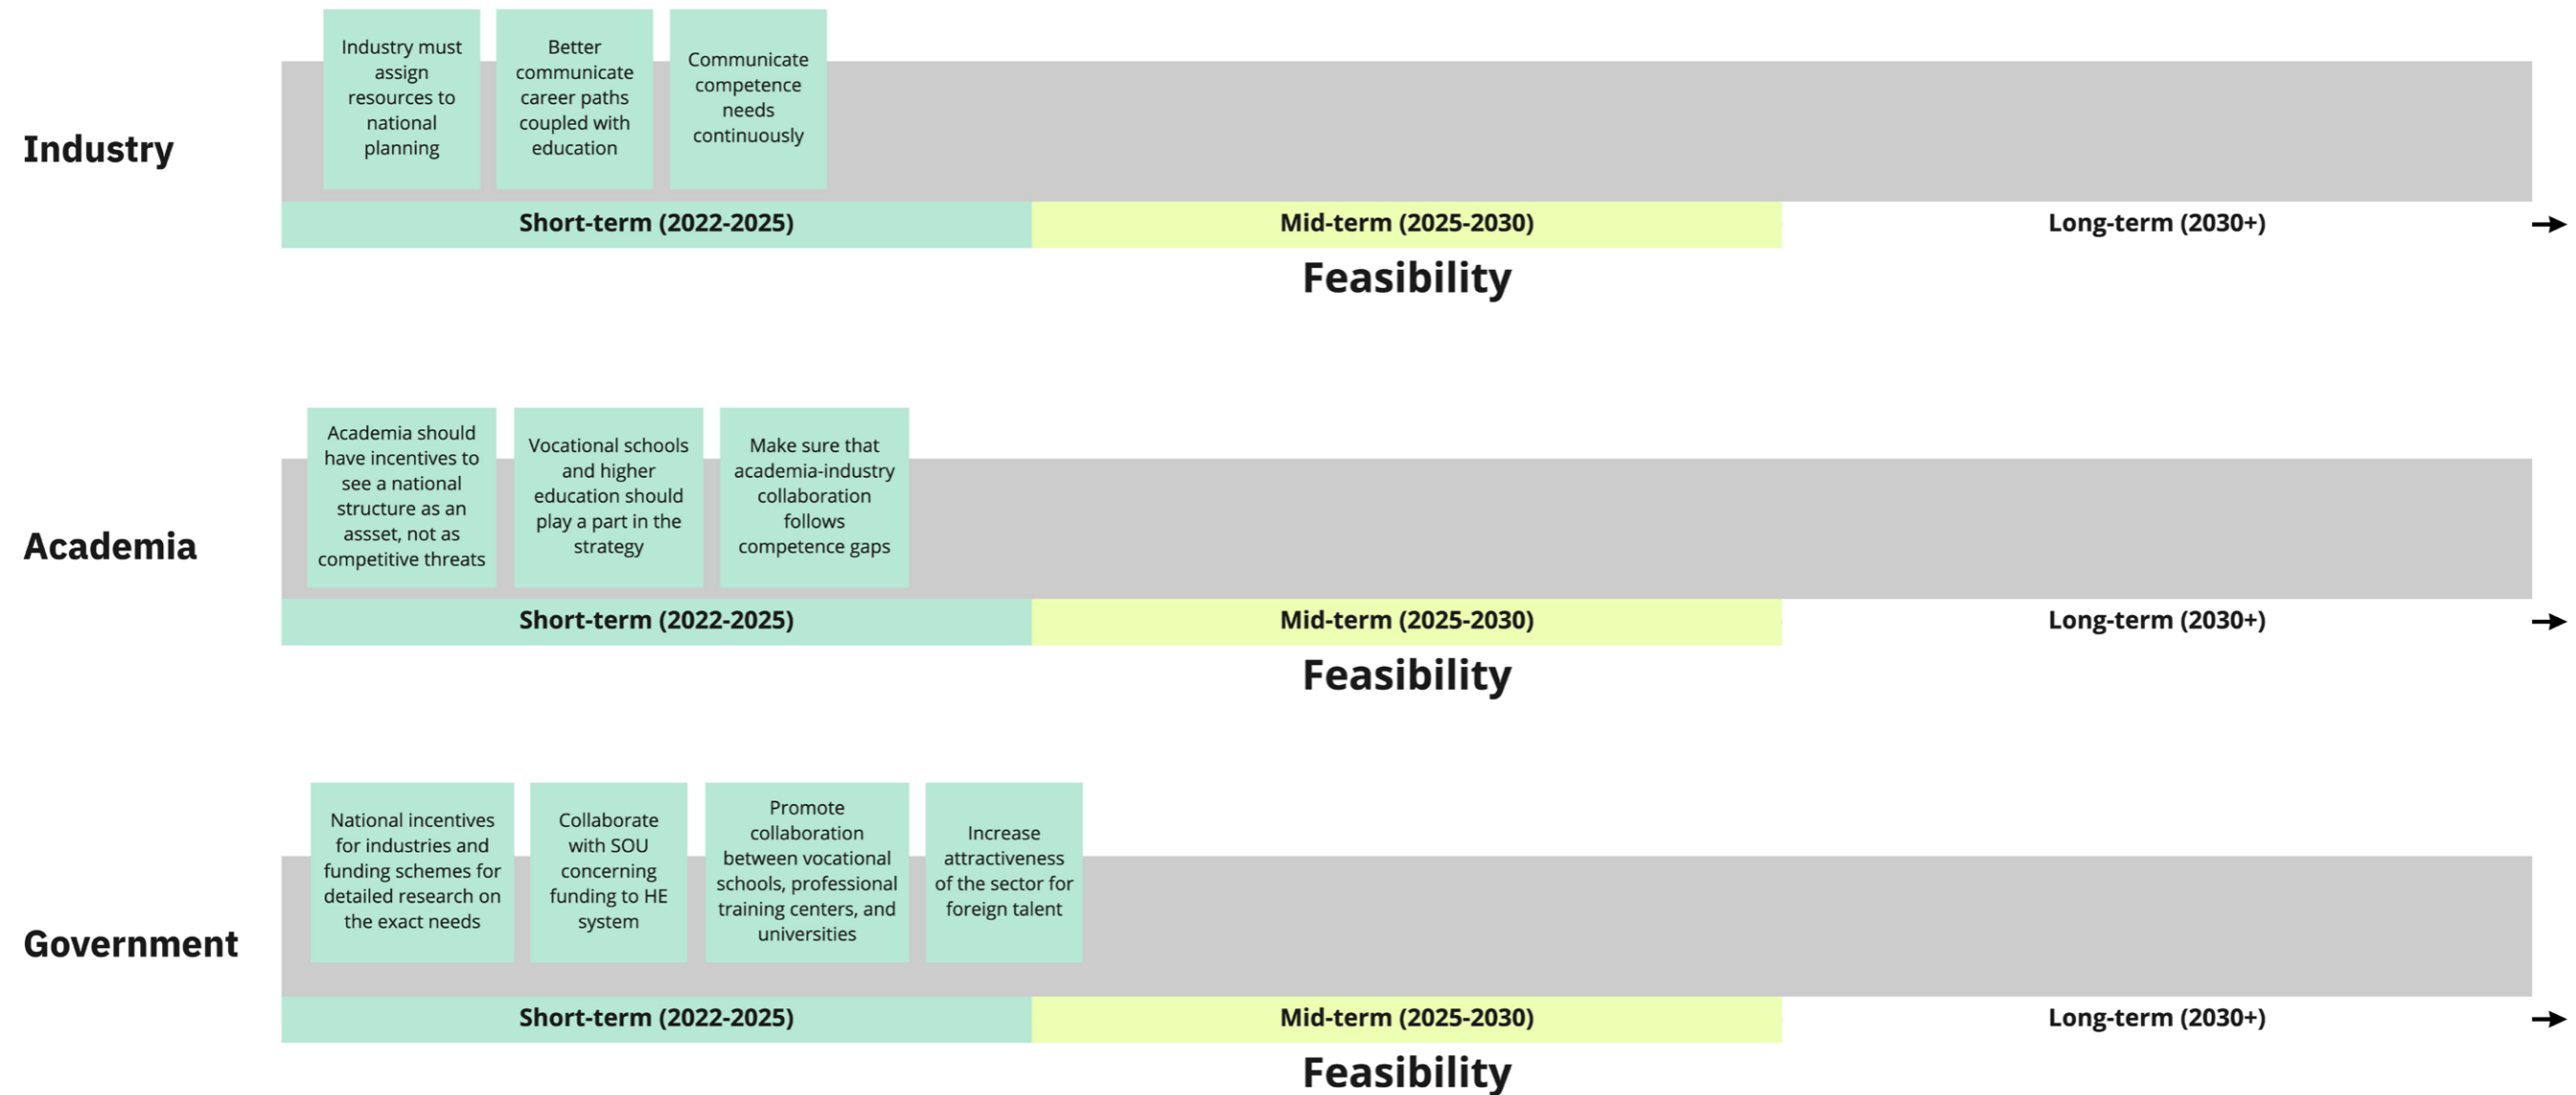 Industry
Industry must
assign
resources to
national
planning
Better
communicate
career paths
coupled with
education
Communicate
competence
needs
continuously
Short-term (2022-2025)
Mid-term (2025-2030)
Long-term (2030+)
Feasibility
Academia
Academia should
have incentives to
see a national
structure as an
assset, not as
competitive threats
Vocational schools
and higher
education should
play a part in the
strategy
Make sure that
academia-industry
collaboration
follows
competence gaps
Short-term (2022-2025)
Mid-term (2025-2030)
Long-term (2030+)
Feasibility
Government
National incentives
for industries and
funding schemes for
detailed research on
the exact needs
Collaborate
with SOU
concerning
funding to HE
system
Promote
collaboration
between vocational
schools, professional
training centers, and
universities
Increase
attractiveness
of the sector for
foreign talent
Short-term (2022-2025)
Mid-term (2025-2030)
Long-term (2030+)
Feasibility